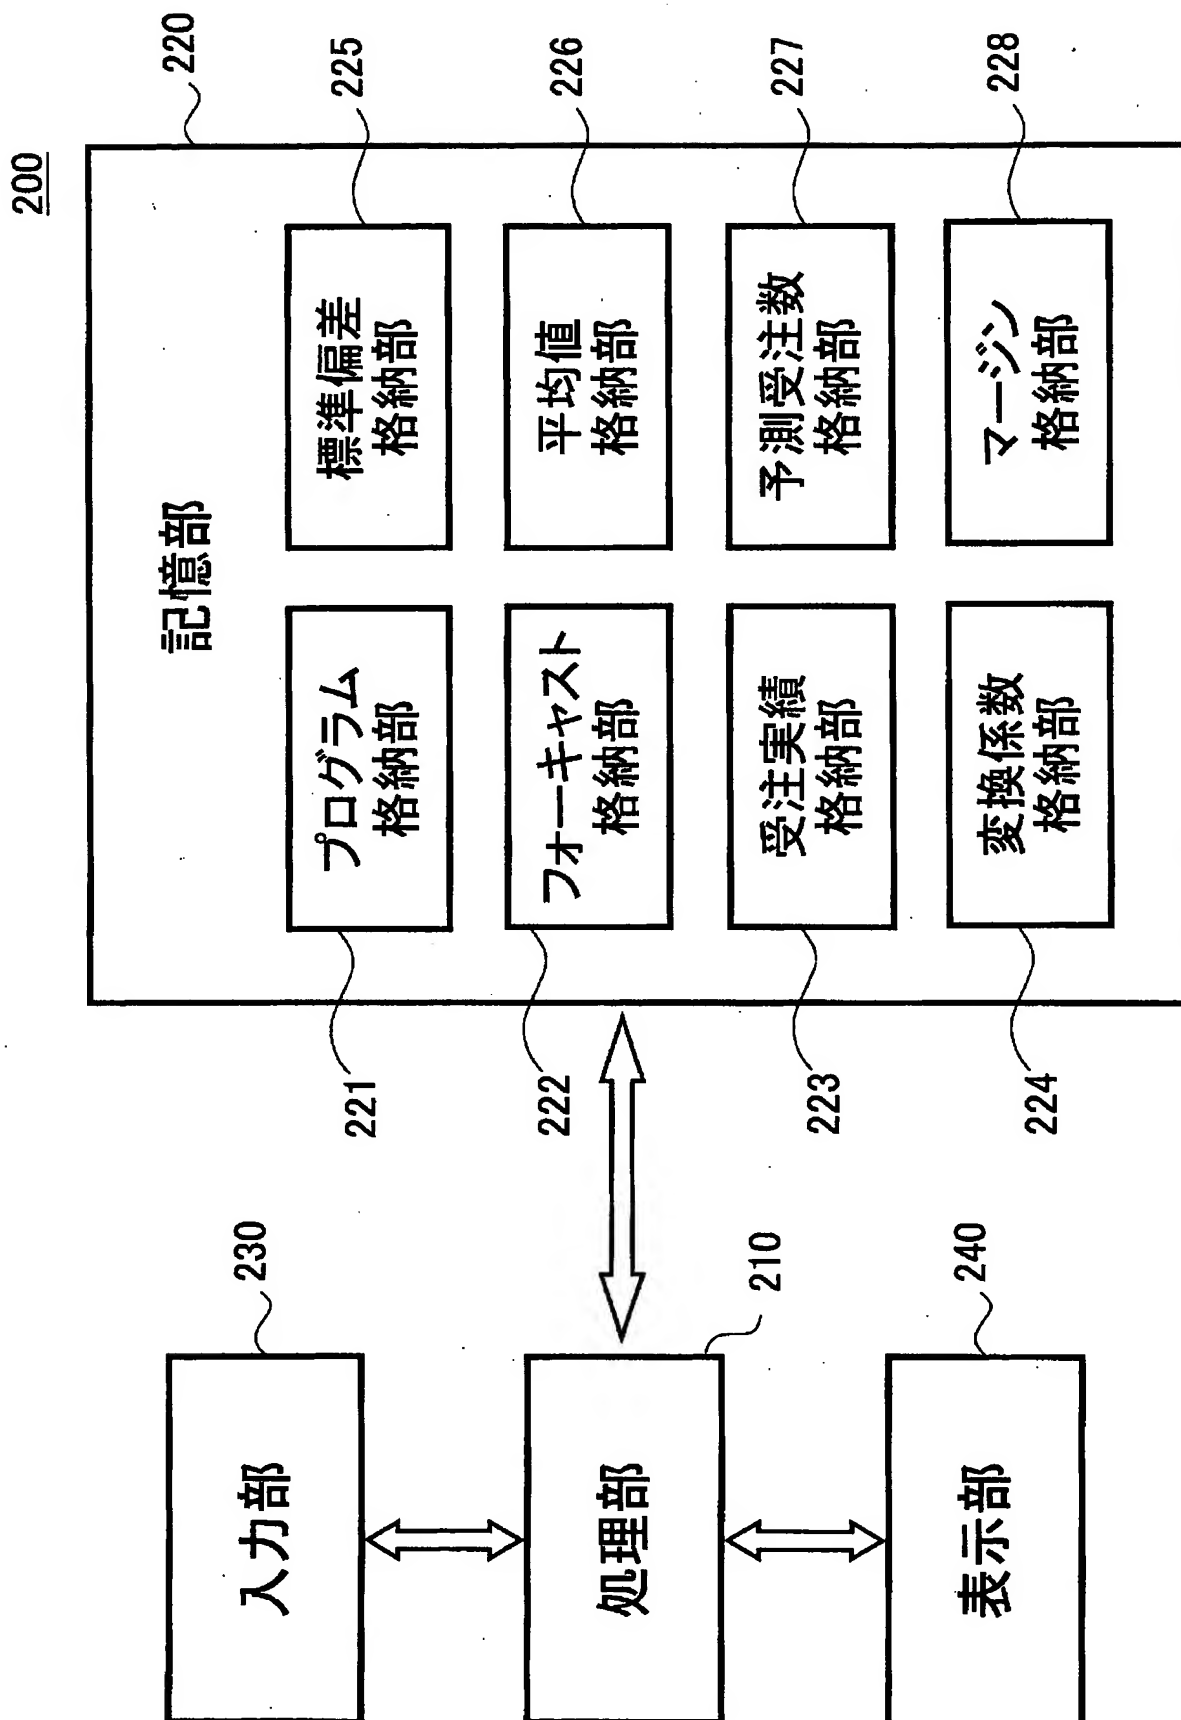 200
220
記憶部
プログラム
格納部
221
標準偏差
格納部
225
フォーキャスト
格納部
222
平均値
格納部
226
受注実績
格納部
223
予測受注数
格納部
227
変換係数
格納部
224
マージン
格納部
228
入力部
230
処理部
210
表示部
240